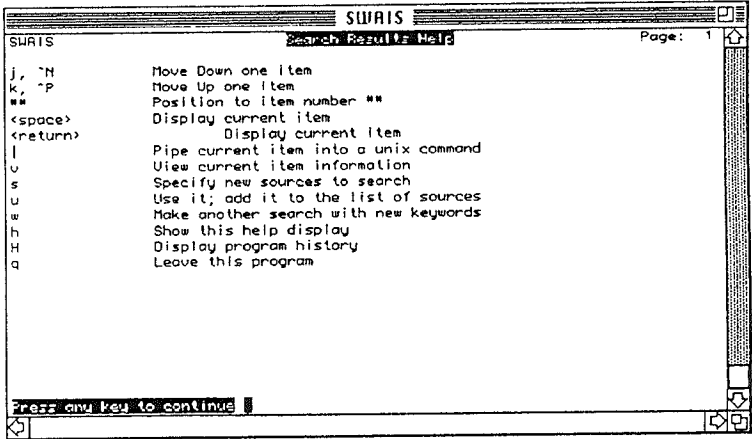 SWAIS
SWAIS Search Results Help Page: 1
j, ^N Move Down one item
k, ^P Move Up one item
## Position to item number ##
<space> Display current item
<return> Display current item
| Pipe current item into a unix command
v View current item information
s Specify new sources to search
u Use it; add it to the list of sources
w Make another search with new keywords
h Show this help display
H Display program history
q Leave this program
Press any key to continue